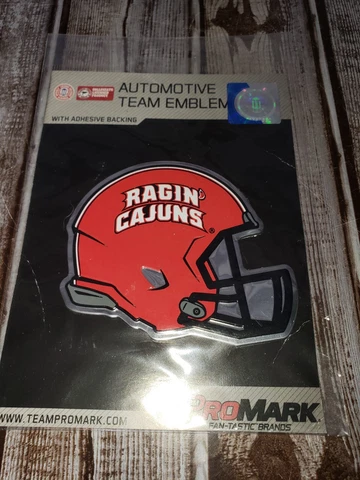 AUTOMOTIVE
TEAM EMBLEM
WITH ADHESIVE BACKING
RAGIN'
CAJUNS®
PROMARK
FAN-TASTIC BRANDS
WWW.TEAMPROMARK.COM